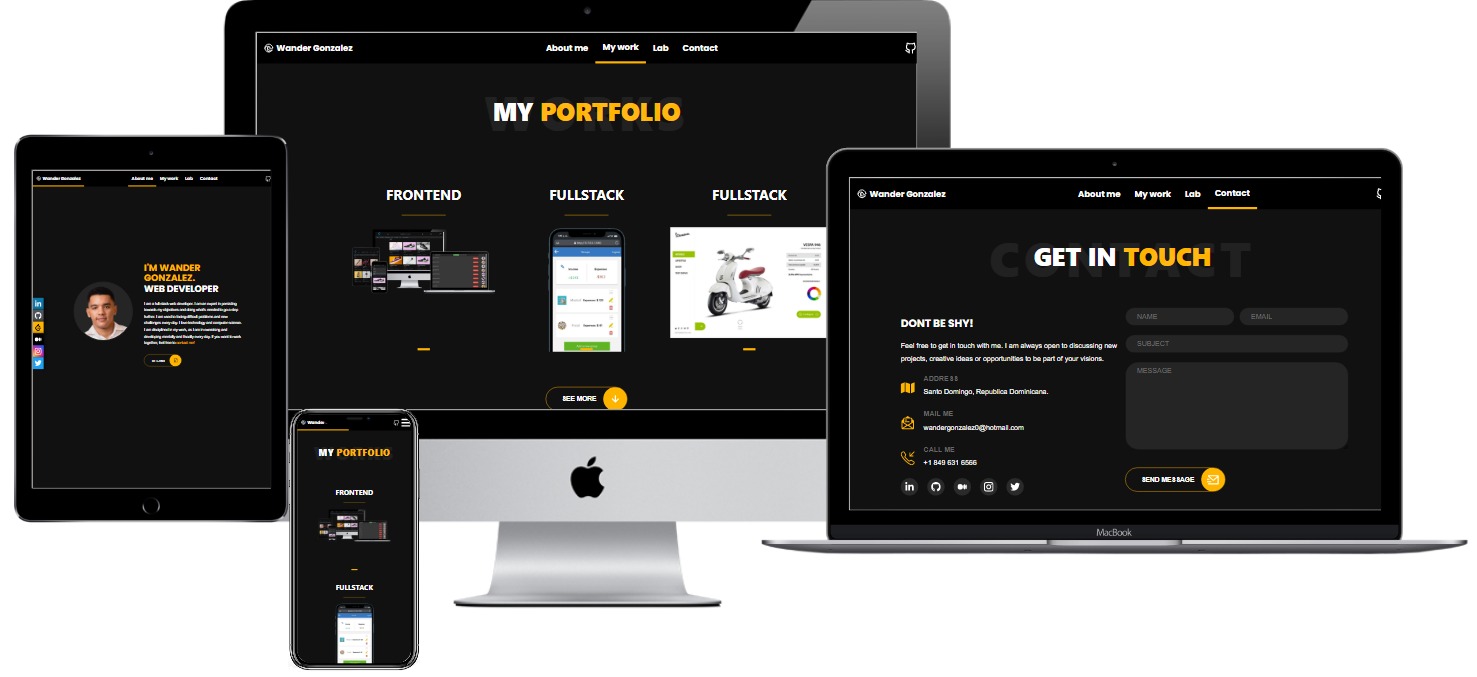 Wander Gonzalez
About me My work Lab Contact
WORKS
MY PORTFOLIO
FRONTEND
FULLSTACK
FULLSTACK
SEE MORE
Wander Gonzalez
About me My work Lab Contact
I'M WANDER
GONZALEZ.
WEB DEVELOPER
Wander
MY PORTFOLIO
FRONTEND
FULLSTACK
Wander Gonzalez
About me My work Lab Contact
CONTACT
GET IN TOUCH
DONT BE SHY!
Feel free to get in touch with me. I am always open to discussing new
projects, creative ideas or opportunities to be part of your visions.
ADDRESS
Santo Domingo, Republica Dominicana.
MAIL ME
wandergonzalez0@hotmail.com
CALL ME
+1 849 631 6566
NAME
EMAIL
SUBJECT
MESSAGE
SEND MESSAGE
MacBook